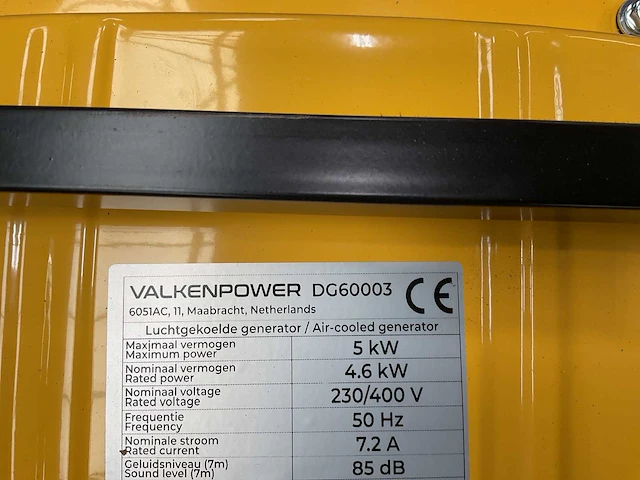 VALKENPOWER DG60003 CE
6051AC, 11, Maabracht, Netherlands
Luchtgekoelde generator / Air-cooled generator
Maximaal vermogen
Maximum power
5 kW
Nominaal vermogen
Rated power
4.6 kW
Nominaal voltage
Rated voltage
230/400 V
Frequentie
Frequency
50 Hz
Nominale stroom
Rated current
7.2 A
Geluidsniveau (7m)
Sound level (7m)
85 dB